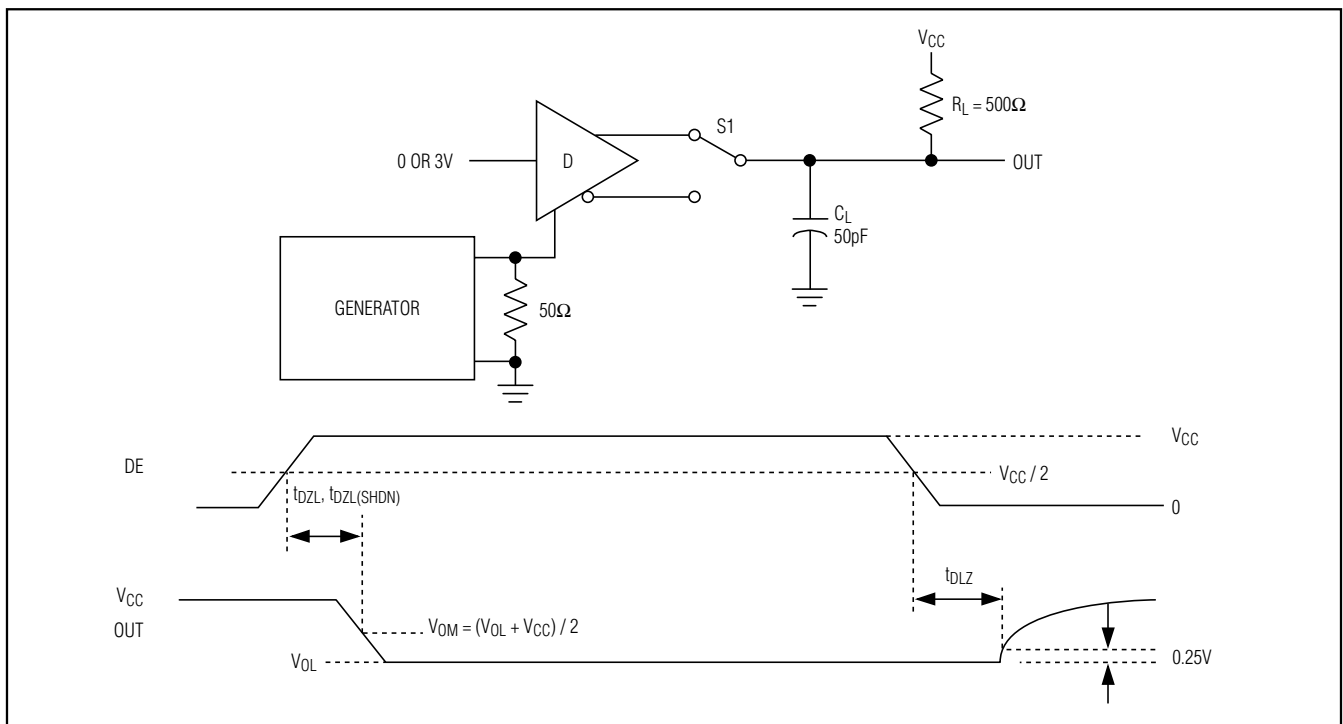 VCC
RL = 500Ω
S1
0 OR 3V
D
OUT
CL
50pF
GENERATOR
50Ω
VCC
DE
VCC / 2
tDZL, tDZL(SHDN)
0
tDLZ
VCC
OUT
VOM = (VOL + VCC) / 2
VOL
0.25V